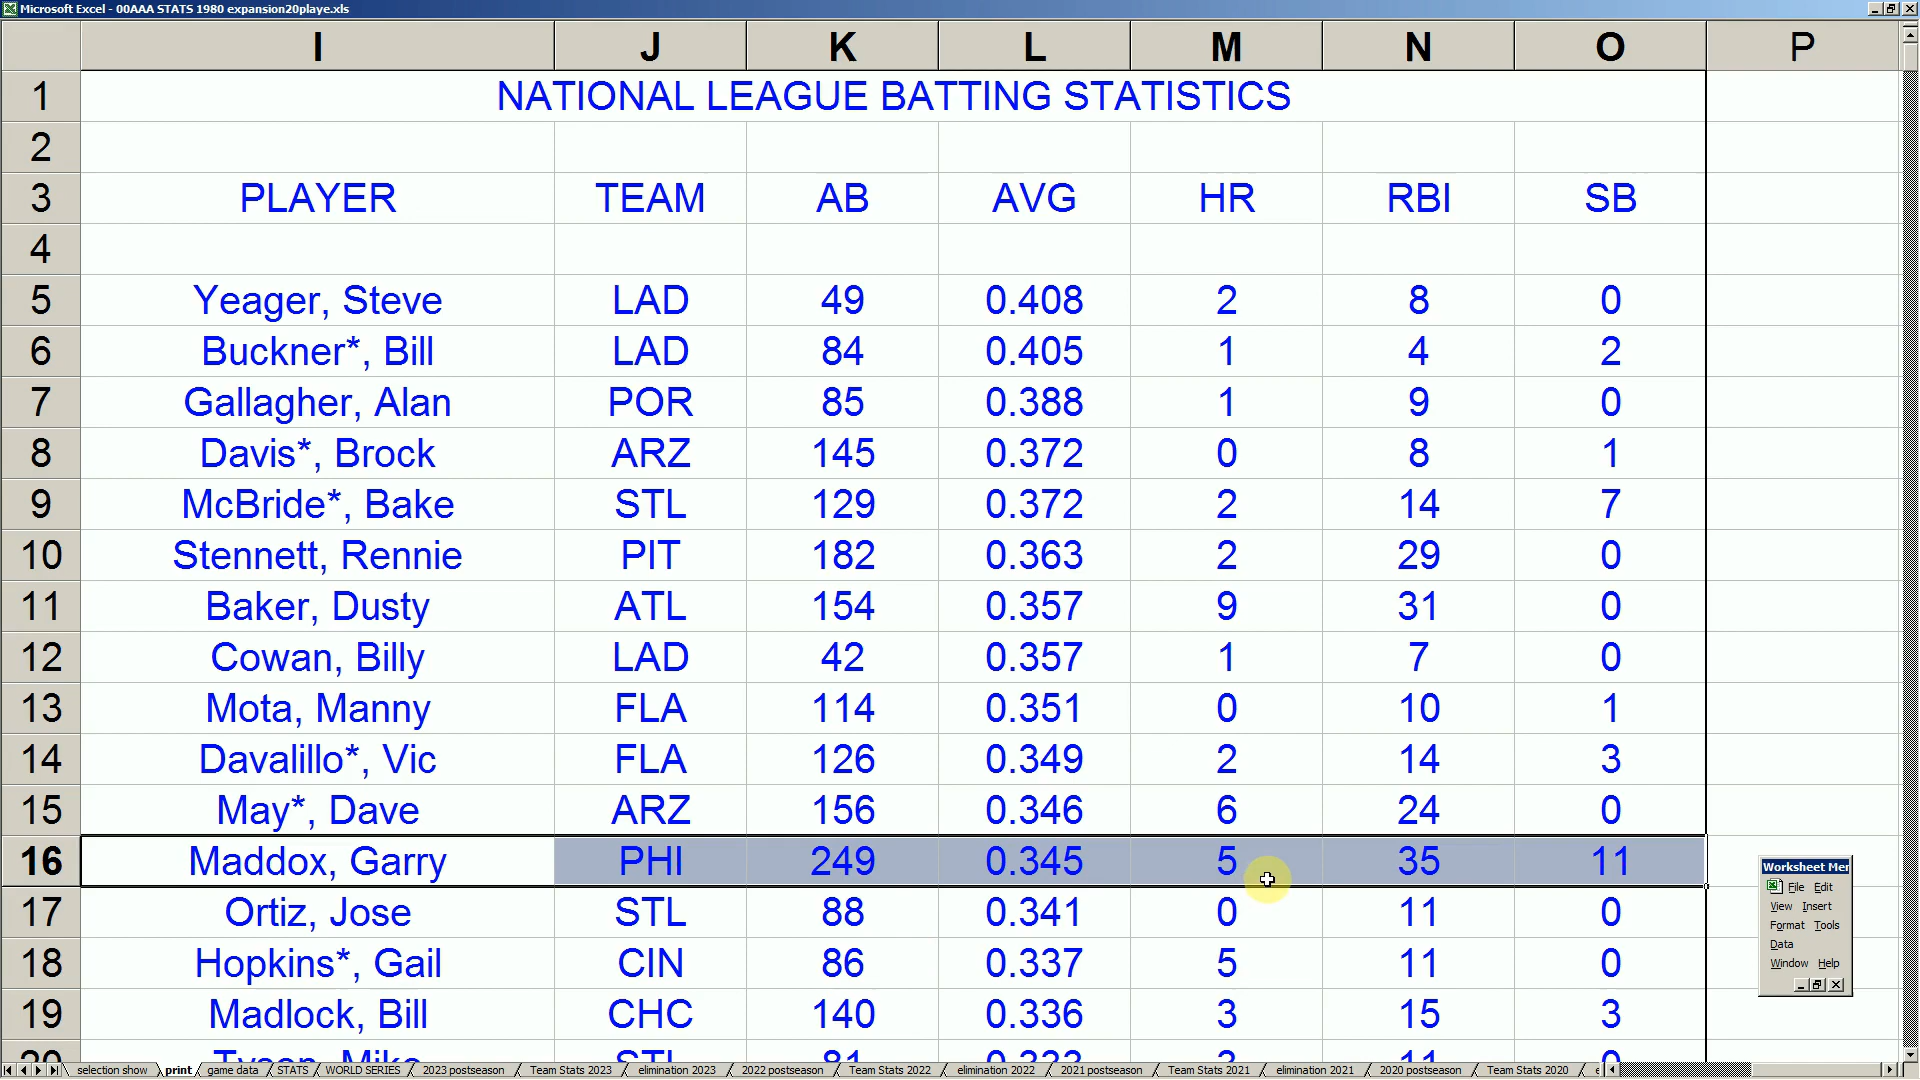 Microsoft Excel - 00AAA STATS 1980 expansion20playe.xls
I J K L M N O P
1 NATIONAL LEAGUE BATTING STATISTICS
2
3 PLAYER TEAM AB AVG HR RBI SB
4
5 Yeager, Steve LAD 49 0.408 2 8 0
6 Buckner*, Bill LAD 84 0.405 1 4 2
7 Gallagher, Alan POR 85 0.388 1 9 0
8 Davis*, Brock ARZ 145 0.372 0 8 1
9 McBride*, Bake STL 129 0.372 2 14 7
10 Stennett, Rennie PIT 182 0.363 2 29 0
11 Baker, Dusty ATL 154 0.357 9 31 0
12 Cowan, Billy LAD 42 0.357 1 7 0
13 Mota, Manny FLA 114 0.351 0 10 1
14 Davalillo*, Vic FLA 126 0.349 2 14 3
15 May*, Dave ARZ 156 0.346 6 24 0
16 Maddox, Garry PHI 249 0.345 5 35 11
17 Ortiz, Jose STL 88 0.341 0 11 0
18 Hopkins*, Gail CIN 86 0.337 5 11 0
19 Madlock, Bill CHC 140 0.336 3 15 3
20 Tyson, Mike STL 81 11 0
Worksheet Mer
File Edit
View Insert
Format Tools
Data
Window Help
selection show print game data STATS WORLD SERIES 2023 postseason Team Stats 2023 elimination 2023 2022 postseason Team Stats 2022 elimination 2022 2021 postseason Team Stats 2021 elimination 2021 2020 postseason Team Stats 2020